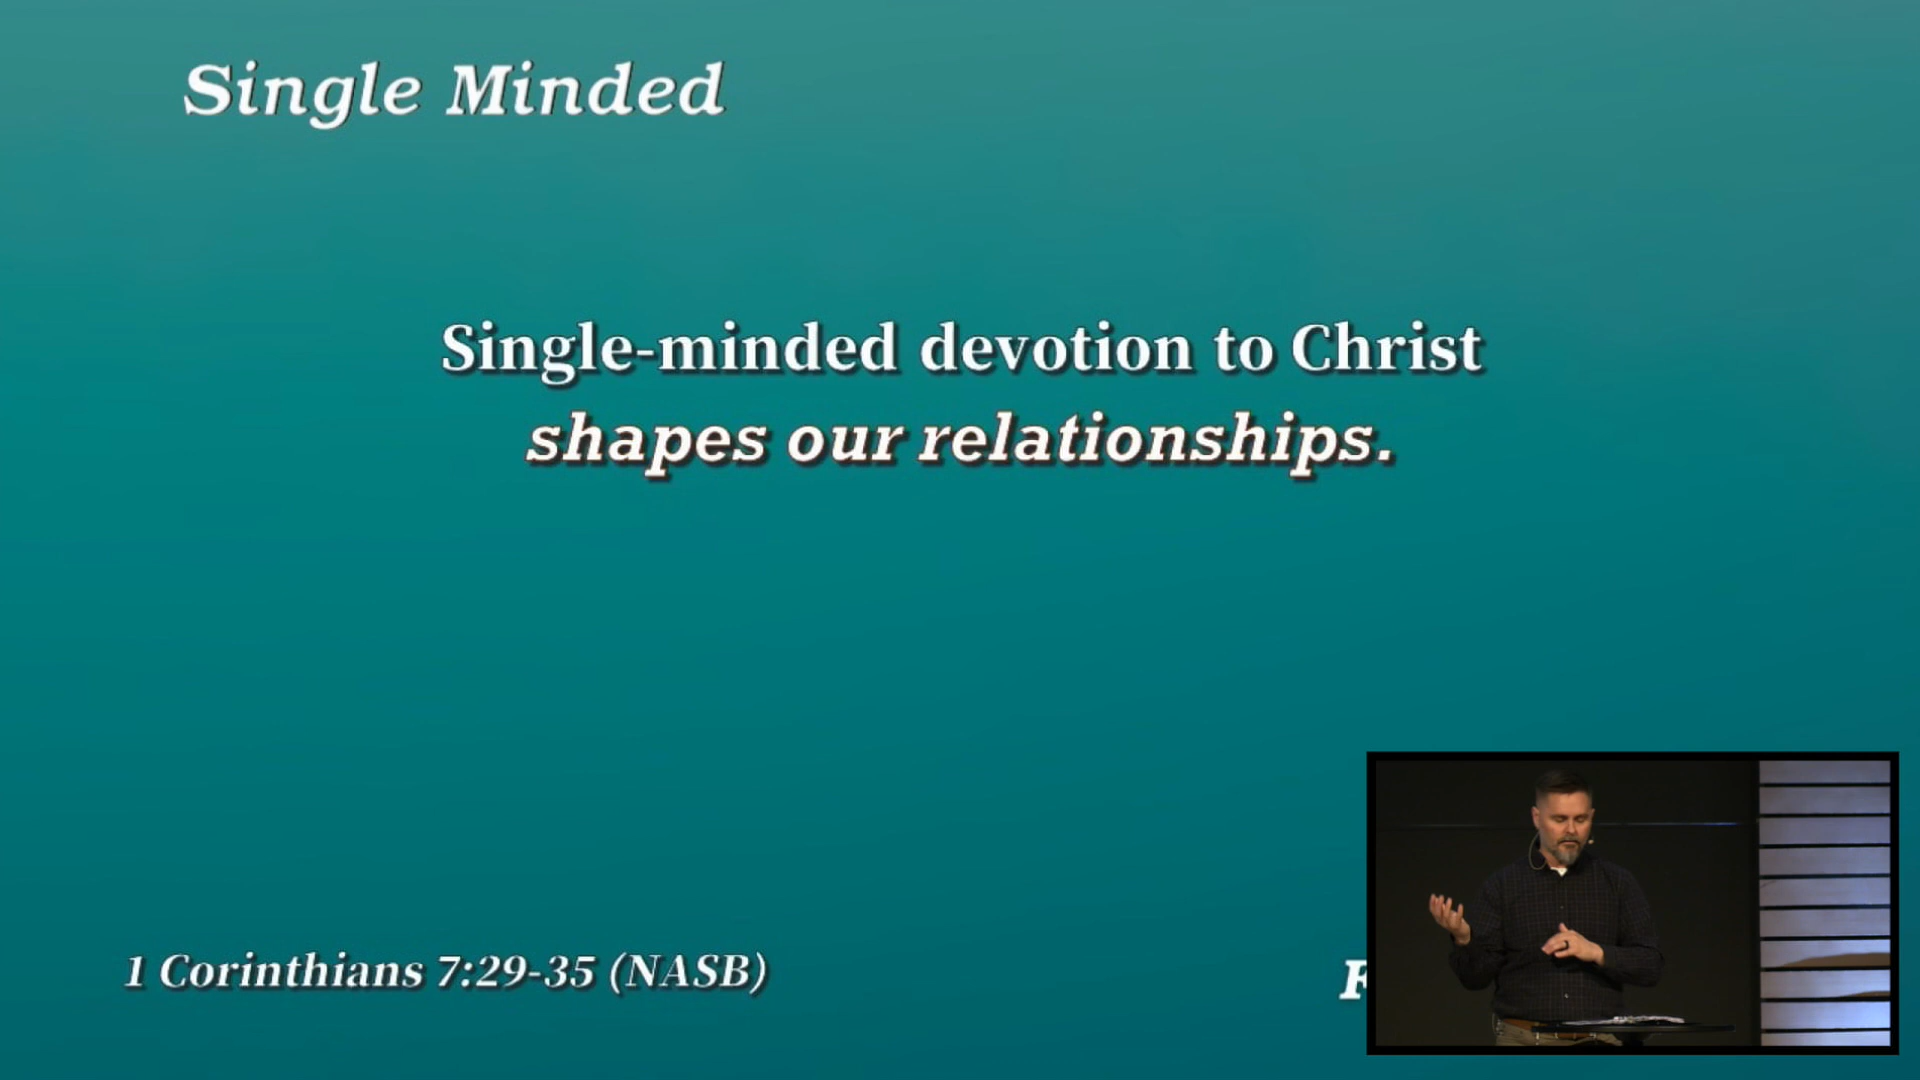 Single Minded
Single-minded devotion to Christ
shapes our relationships.
1 Corinthians 7:29-35 (NASB)